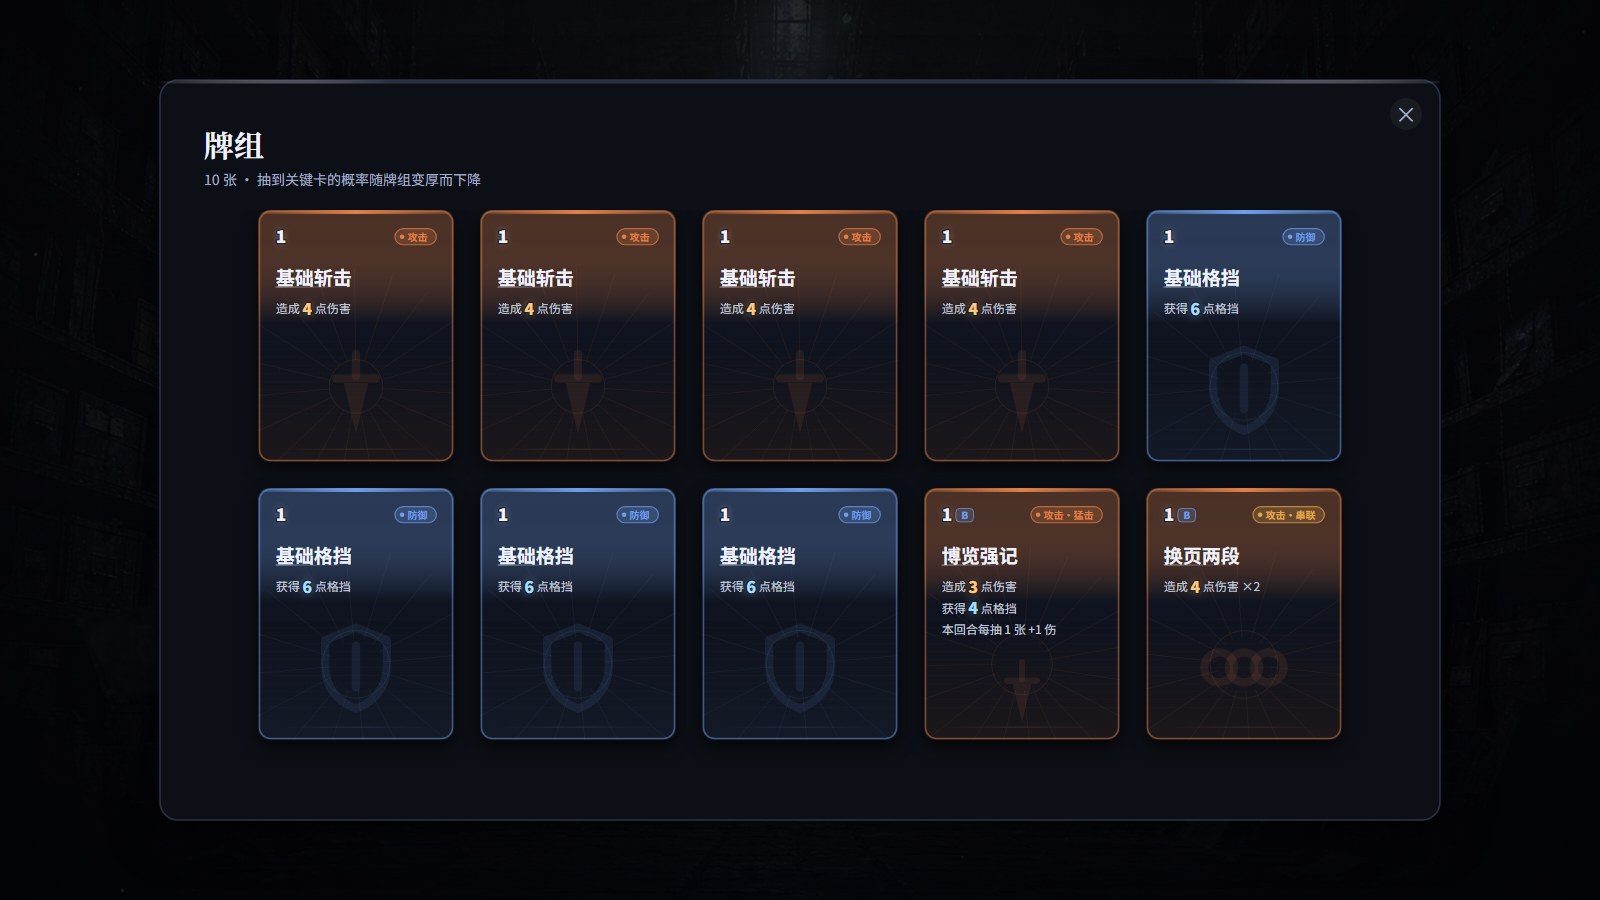 牌组
10 张 · 抽到关键卡的概率随牌组变厚而下降
1 攻击
基础斩击
造成 4 点伤害
1 攻击
基础斩击
造成 4 点伤害
1 攻击
基础斩击
造成 4 点伤害
1 攻击
基础斩击
造成 4 点伤害
1 防御
基础格挡
获得 6 点格挡
1 防御
基础格挡
获得 6 点格挡
1 防御
基础格挡
获得 6 点格挡
1 防御
基础格挡
获得 6 点格挡
1 B 攻击·猛击
博览强记
造成 3 点伤害
获得 4 点格挡
本回合每抽 1 张 +1 伤
1 B 攻击·串联
换页两段
造成 4 点伤害 ×2